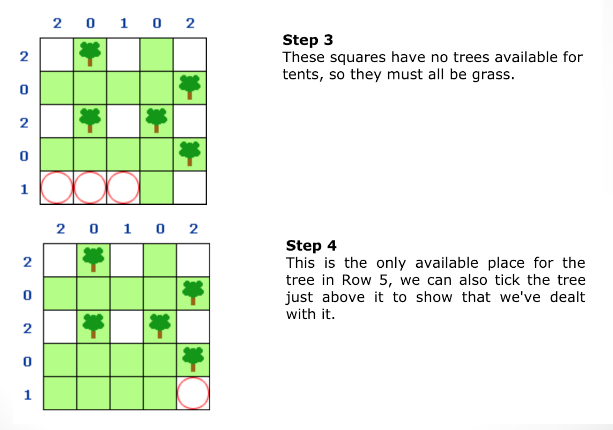 2 0 1 0 2
2
0
2
0
1
Step 3
These squares have no trees available for
tents, so they must all be grass.
2 0 1 0 2
2
0
2
0
1
Step 4
This is the only available place for the
tree in Row 5, we can also tick the tree
just above it to show that we've dealt
with it.